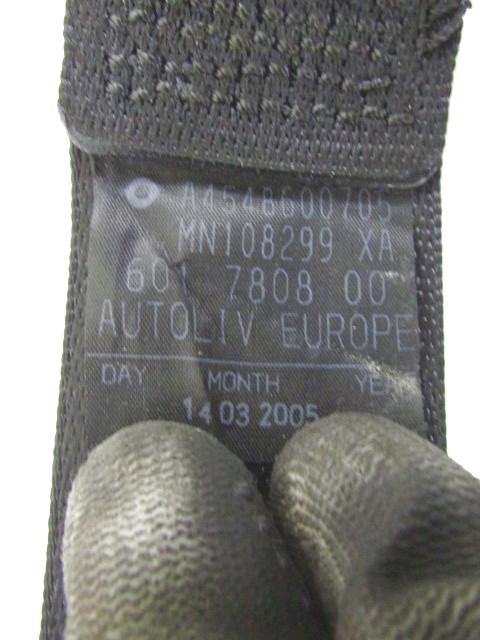 A4548600705
MN108299 XA
601 7808 00
AUTOLIV EUROPE
DAY MONTH
14 03 2005